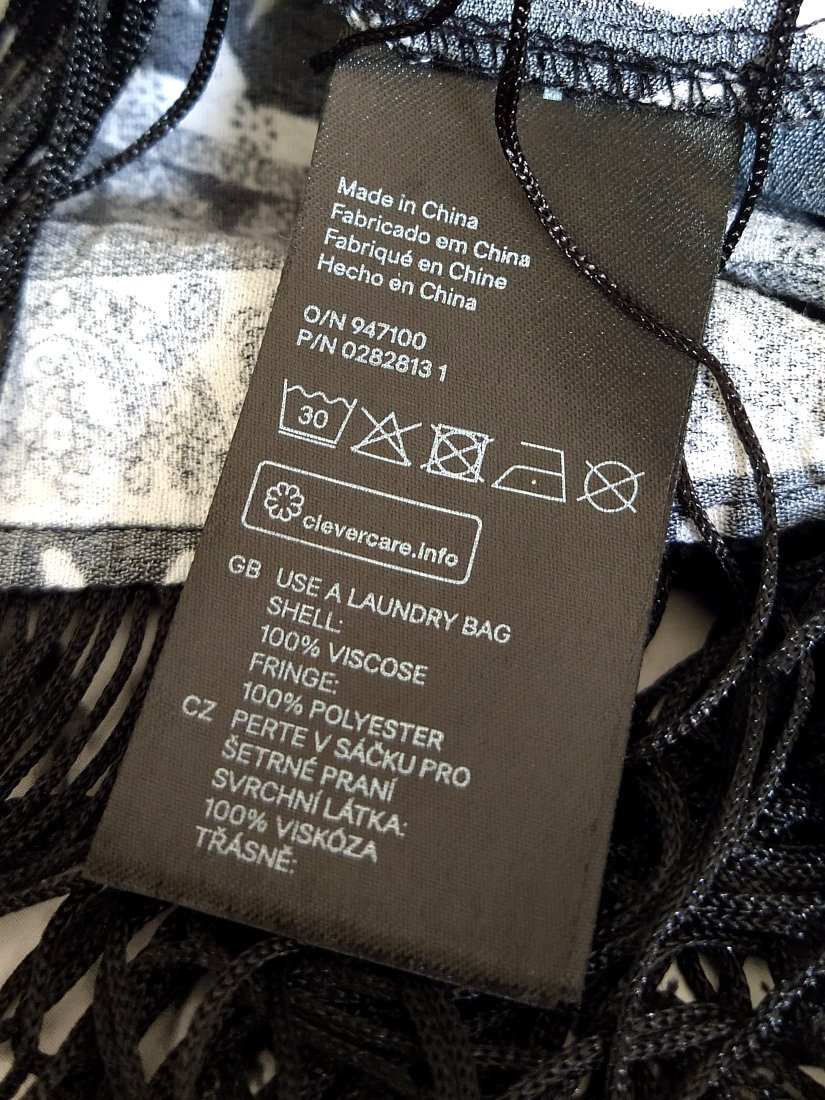 Made in China
Fabricado em China
Fabriqué en Chine
Hecho en China
O/N 947100
P/N 0282813 1
30
clevercare.info
GB USE A LAUNDRY BAG
SHELL:
100% VISCOSE
FRINGE:
100% POLYESTER
CZ PERTE V SÁČKU PRO
ŠETRNÉ PRANÍ
SVRCHNÍ LÁTKA:
100% VISKÓZA
TŘÁSNĚ: